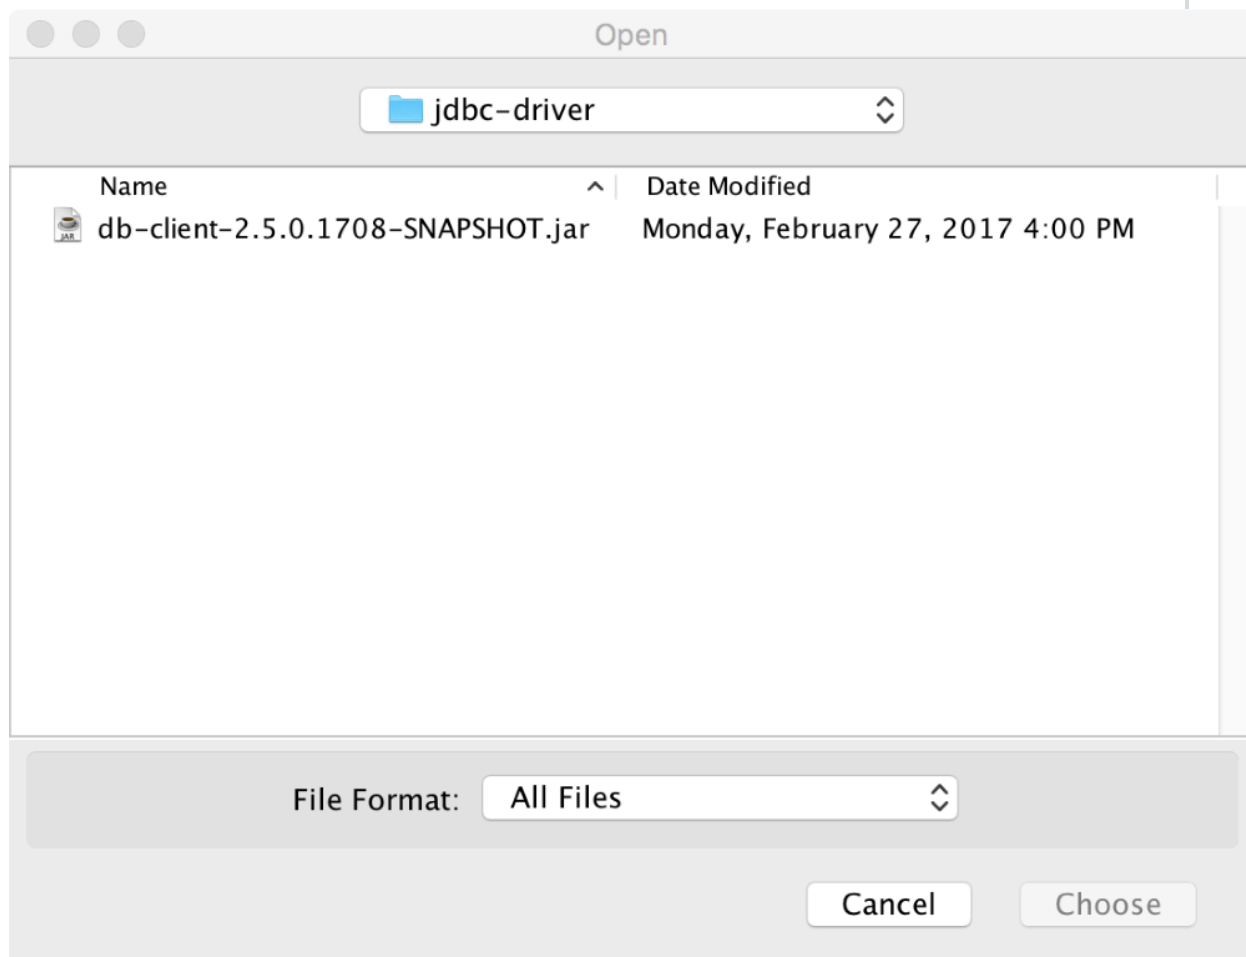 Open
jdbc-driver
Name Date Modified
JAR
db-client-2.5.0.1708-SNAPSHOT.jar Monday, February 27, 2017 4:00 PM
File Format: All Files
Cancel Choose